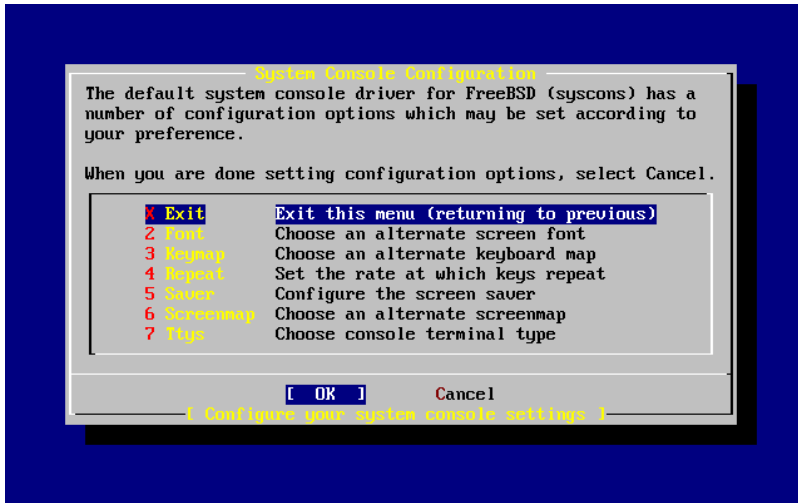 System Console Configuration
The default system console driver for FreeBSD (syscons) has a
number of configuration options which may be set according to
your preference.
When you are done setting configuration options, select Cancel.
X Exit Exit this menu (returning to previous)
2 Font Choose an alternate screen font
3 Keymap Choose an alternate keyboard map
4 Repeat Set the rate at which keys repeat
5 Saver Configure the screen saver
6 Screenmap Choose an alternate screenmap
7 Ttys Choose console terminal type
[ OK ] Cancel
[ Configure your system console settings ]